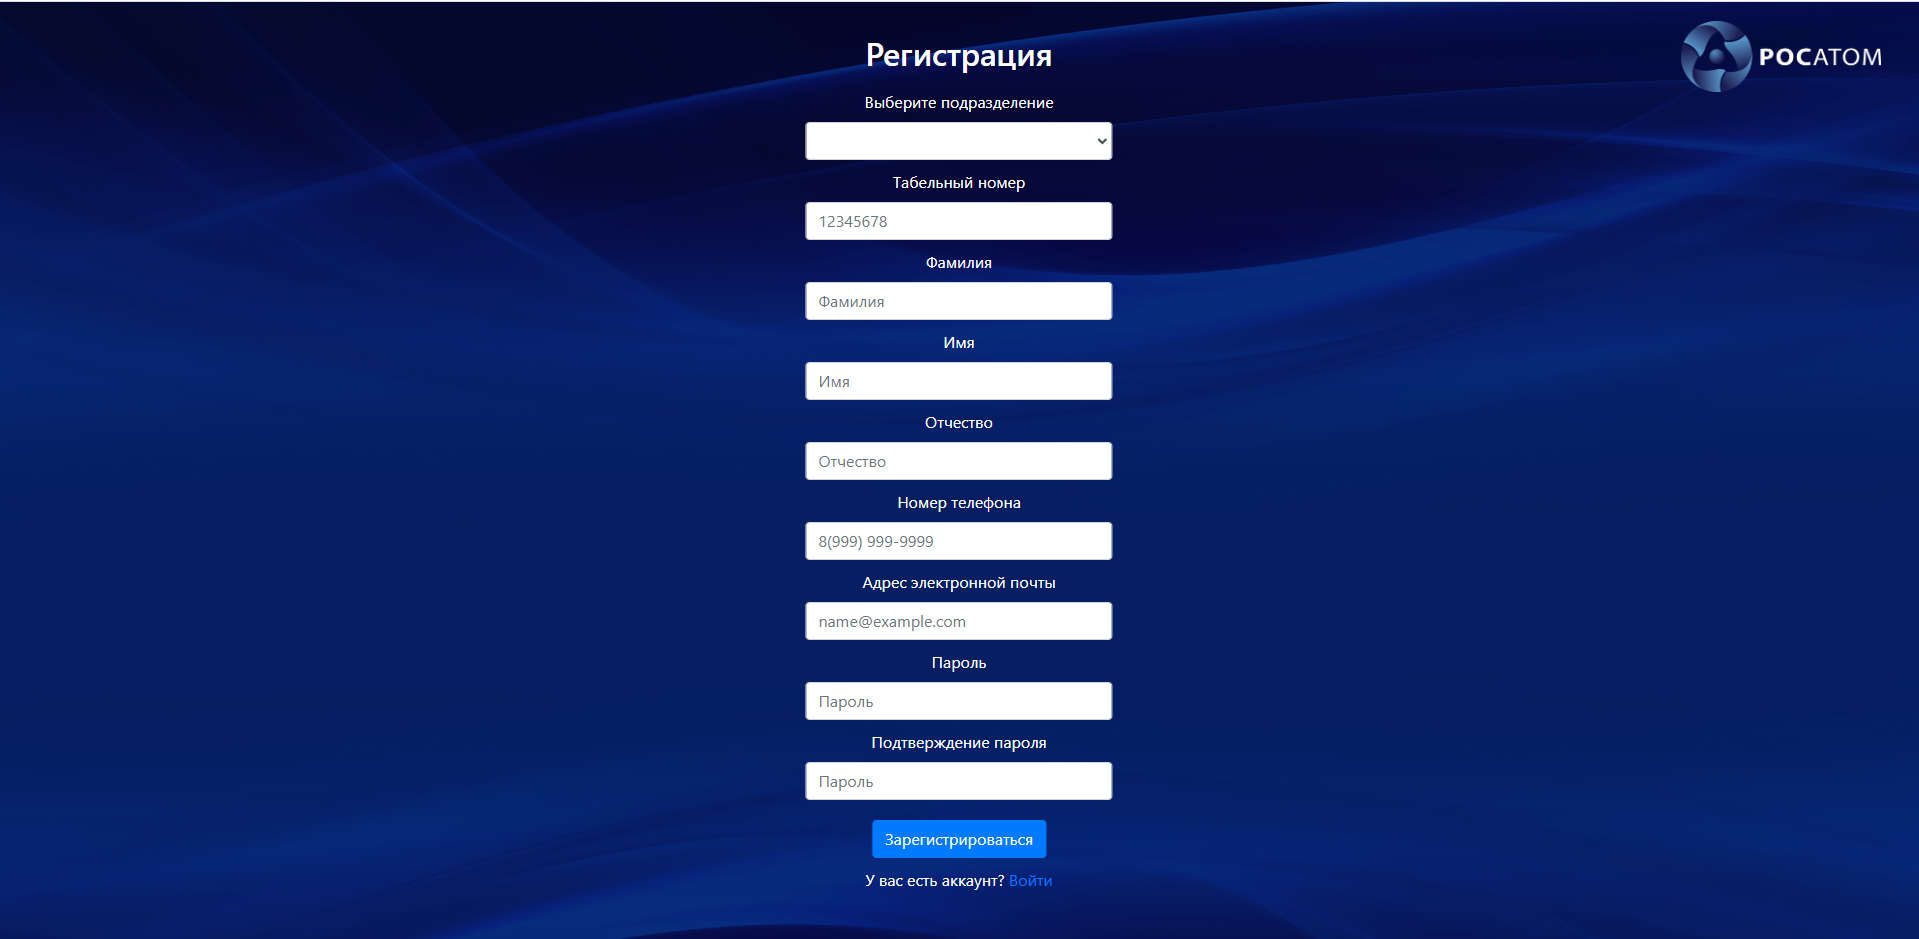 Регистрация
РОСАТОМ
Выберите подразделение
Табельный номер
12345678
Фамилия
Фамилия
Имя
Имя
Отчество
Отчество
Номер телефона
8(999) 999-9999
Адрес электронной почты
name@example.com
Пароль
Пароль
Подтверждение пароля
Пароль
Зарегистрироваться
У вас есть аккаунт? Войти